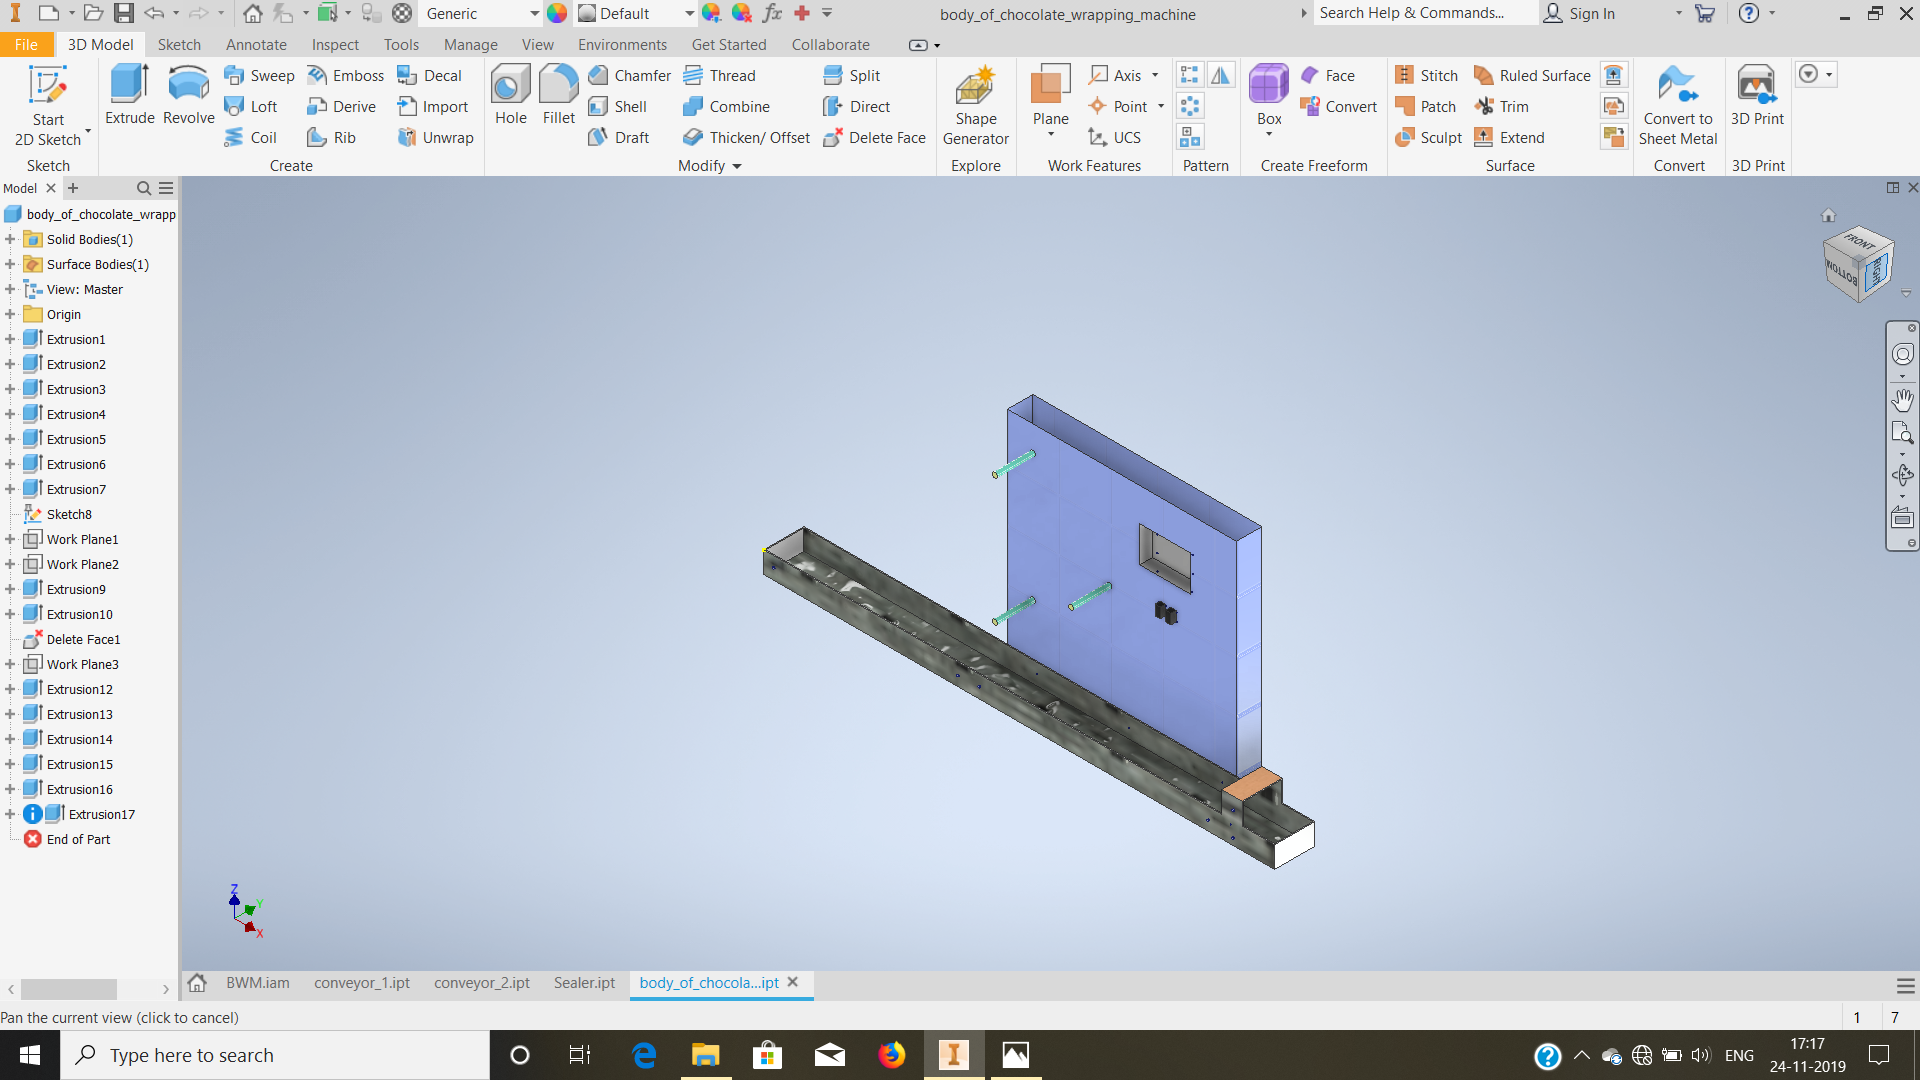 Generic
Default
body_of_chocolate_wrapping_machine
Search Help & Commands...
Sign In
File
3D Model
Sketch
Annotate
Inspect
Tools
Manage
View
Environments
Get Started
Collaborate
Start
2D Sketch
Sketch
Extrude
Revolve
Sweep
Loft
Coil
Emboss
Derive
Rib
Decal
Import
Unwrap
Create
Hole
Fillet
Chamfer
Shell
Draft
Thread
Combine
Thicken/ Offset
Split
Direct
Delete Face
Modify
Shape
Generator
Explore
Plane
Axis
Point
UCS
Work Features
Pattern
Box
Face
Convert
Create Freeform
Stitch
Patch
Sculpt
Ruled Surface
Trim
Extend
Surface
Convert to
Sheet Metal
Convert
3D Print
3D Print
Model
body_of_chocolate_wrapp
Solid Bodies(1)
Surface Bodies(1)
View: Master
Origin
Extrusion1
Extrusion2
Extrusion3
Extrusion4
Extrusion5
Extrusion6
Extrusion7
Sketch8
Work Plane1
Work Plane2
Extrusion9
Extrusion10
Delete Face1
Work Plane3
Extrusion12
Extrusion13
Extrusion14
Extrusion15
Extrusion16
Extrusion17
End of Part
FRONT
BOTTOM
RIGHT
Z
Y
X
BWM.iam
conveyor_1.ipt
conveyor_2.ipt
Sealer.ipt
body_of_chocola...ipt
Pan the current view (click to cancel)
1
7
Type here to search
ENG
17:17
24-11-2019